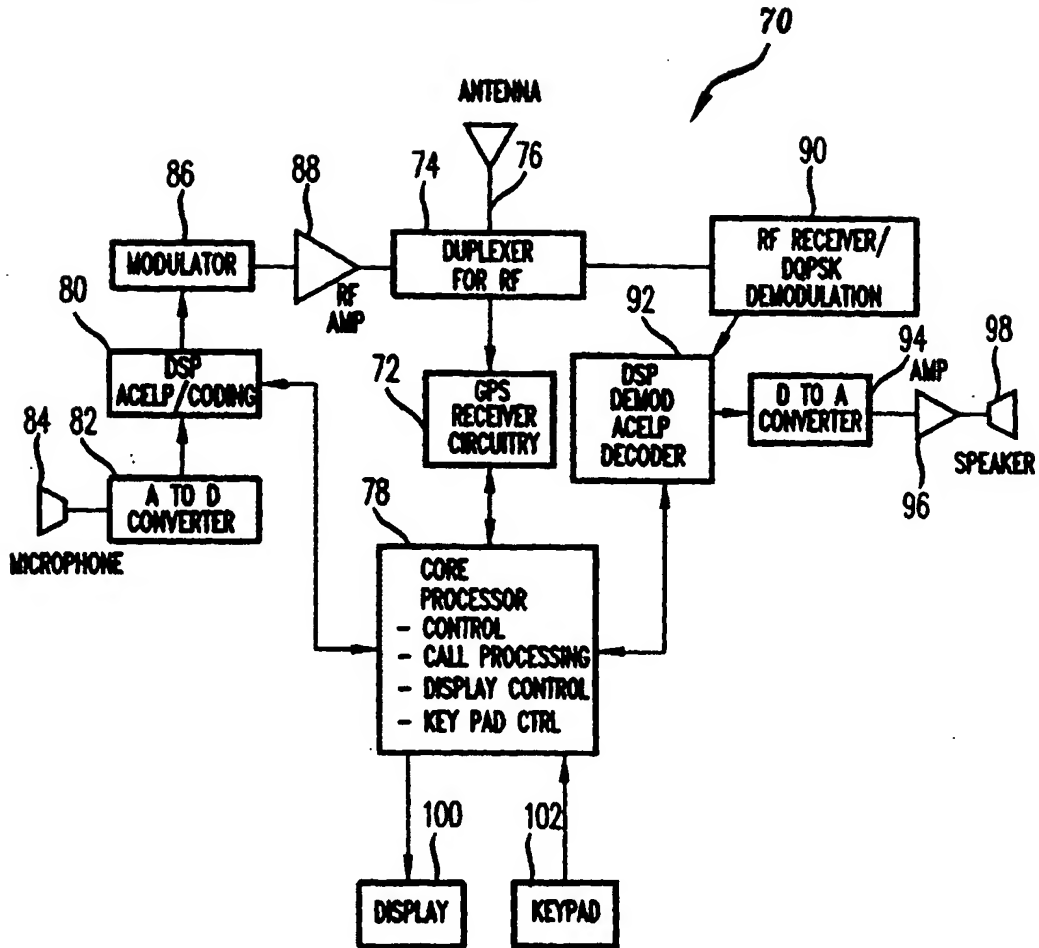 70
ANTENNA
76
86
88
74
90
MODULATOR
RF
AMP
DUPLEXER
FOR RF
RF RECEIVER/
DQPSK
DEMODULATION
80
DSP
ACELP/CODING
72
GPS
RECEIVER
CIRCUITRY
92
DSP
DEMOD
ACELP
DECODER
94
D TO A
CONVERTER
AMP
96
98
SPEAKER
84
MICROPHONE
82
A TO D
CONVERTER
78
CORE
PROCESSOR
- CONTROL
- CALL PROCESSING
- DISPLAY CONTROL
- KEY PAD CTRL
100
DISPLAY
102
KEYPAD